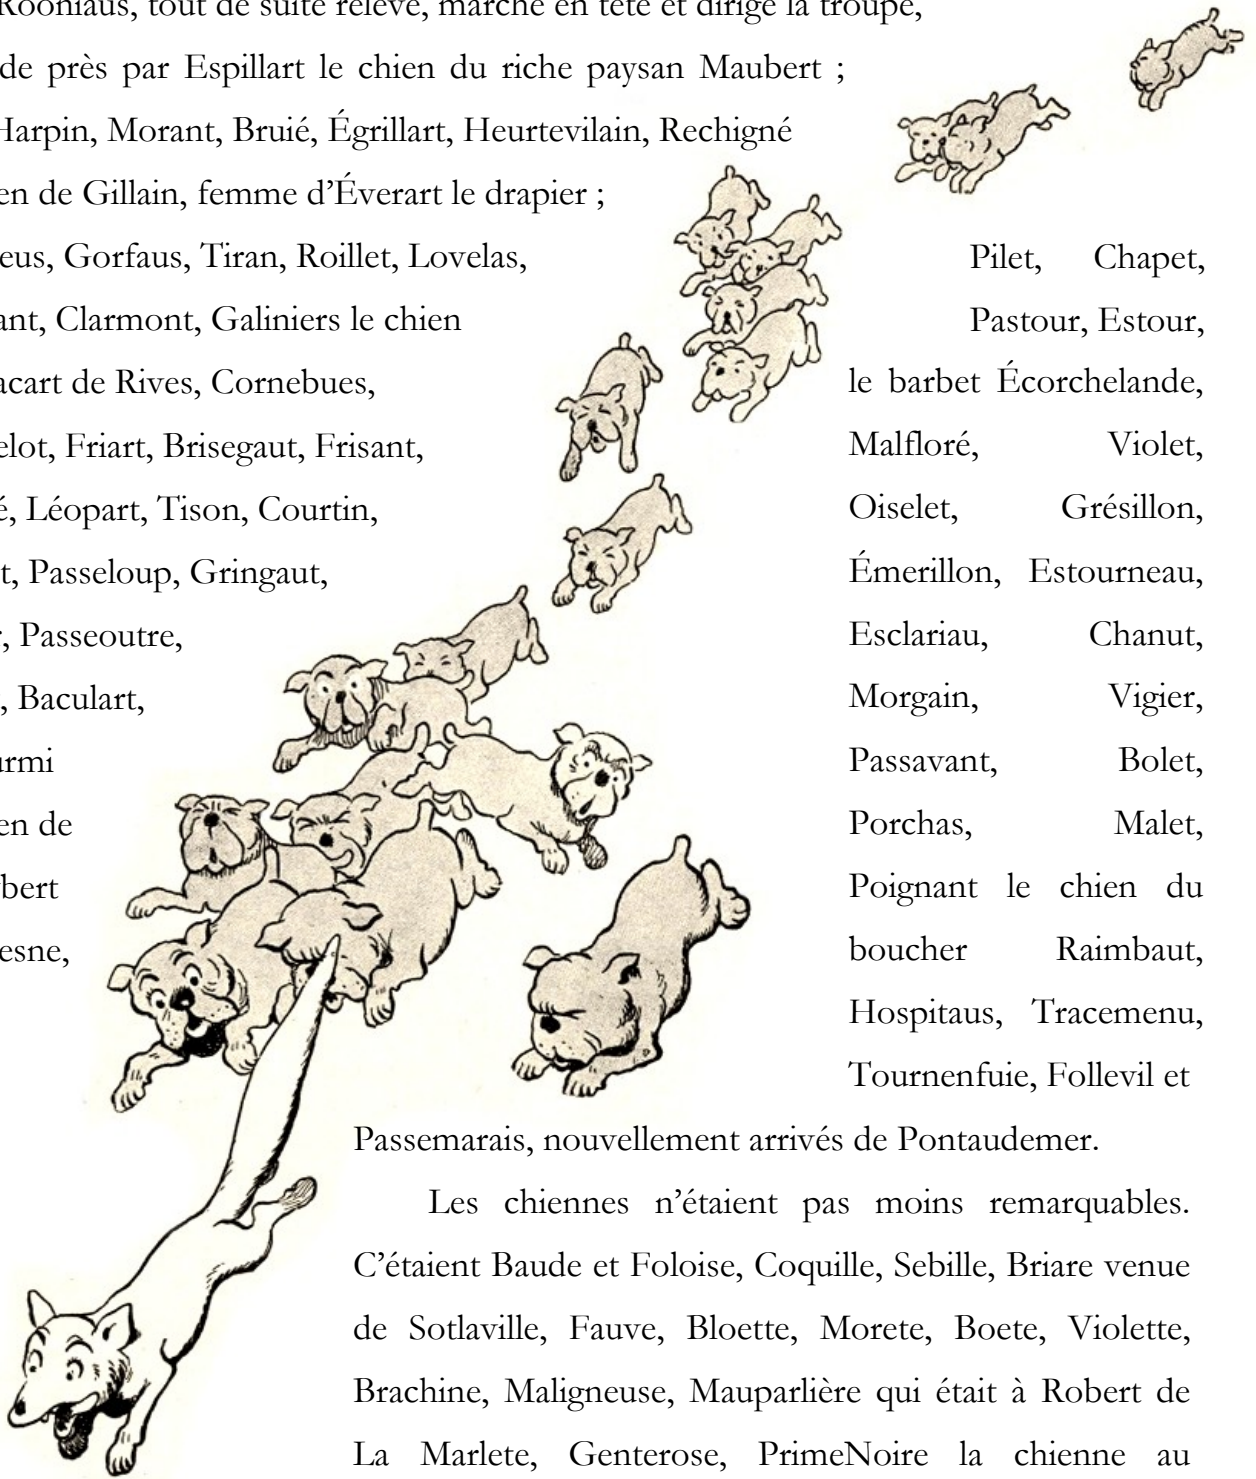 Rooniaus, tout de suite relevé, marche en tête et dirige la troupe,
de près par Espillart le chien du riche paysan Maubert ;
Harpin, Morant, Bruié, Égrillart, Heurtevilain, Rechigné
en de Gillain, femme d’Éverart le drapier ;
eus, Gorfaus, Tiran, Roillet, Lovelas,
ant, Clarmont, Galiniers le chien
acart de Rives, Cornebues,
elot, Friart, Brisegaut, Frisant,
é, Léopart, Tison, Courtin,
t, Passeloup, Gringaut,
, Passeoutre,
, Baculart,
urmi
en de
bert
esne,
Pilet, Chapet,
Pastour, Estour,
le barbet Écorchelande,
Malfloré, Violet,
Oiselet, Grésillon,
Émerillon, Estourneau,
Esclariau, Chanut,
Morgain, Vigier,
Passavant, Bolet,
Porchas, Malet,
Poignant le chien du
boucher Raimbaut,
Hospitaus, Tracemenu,
Tournenfuie, Follevil et
Passemarais, nouvellement arrivés de Pontaudemer.
Les chiennes n’étaient pas moins remarquables.
C’étaient Baude et Foloise, Coquille, Sebille, Briare venue
de Sotlaville, Fauve, Bloette, Morete, Boete, Violette,
Brachine, Maligneuse, Mauparlière qui était à Robert de
La Marlete, Genterose, PrimeNoire la chienne au